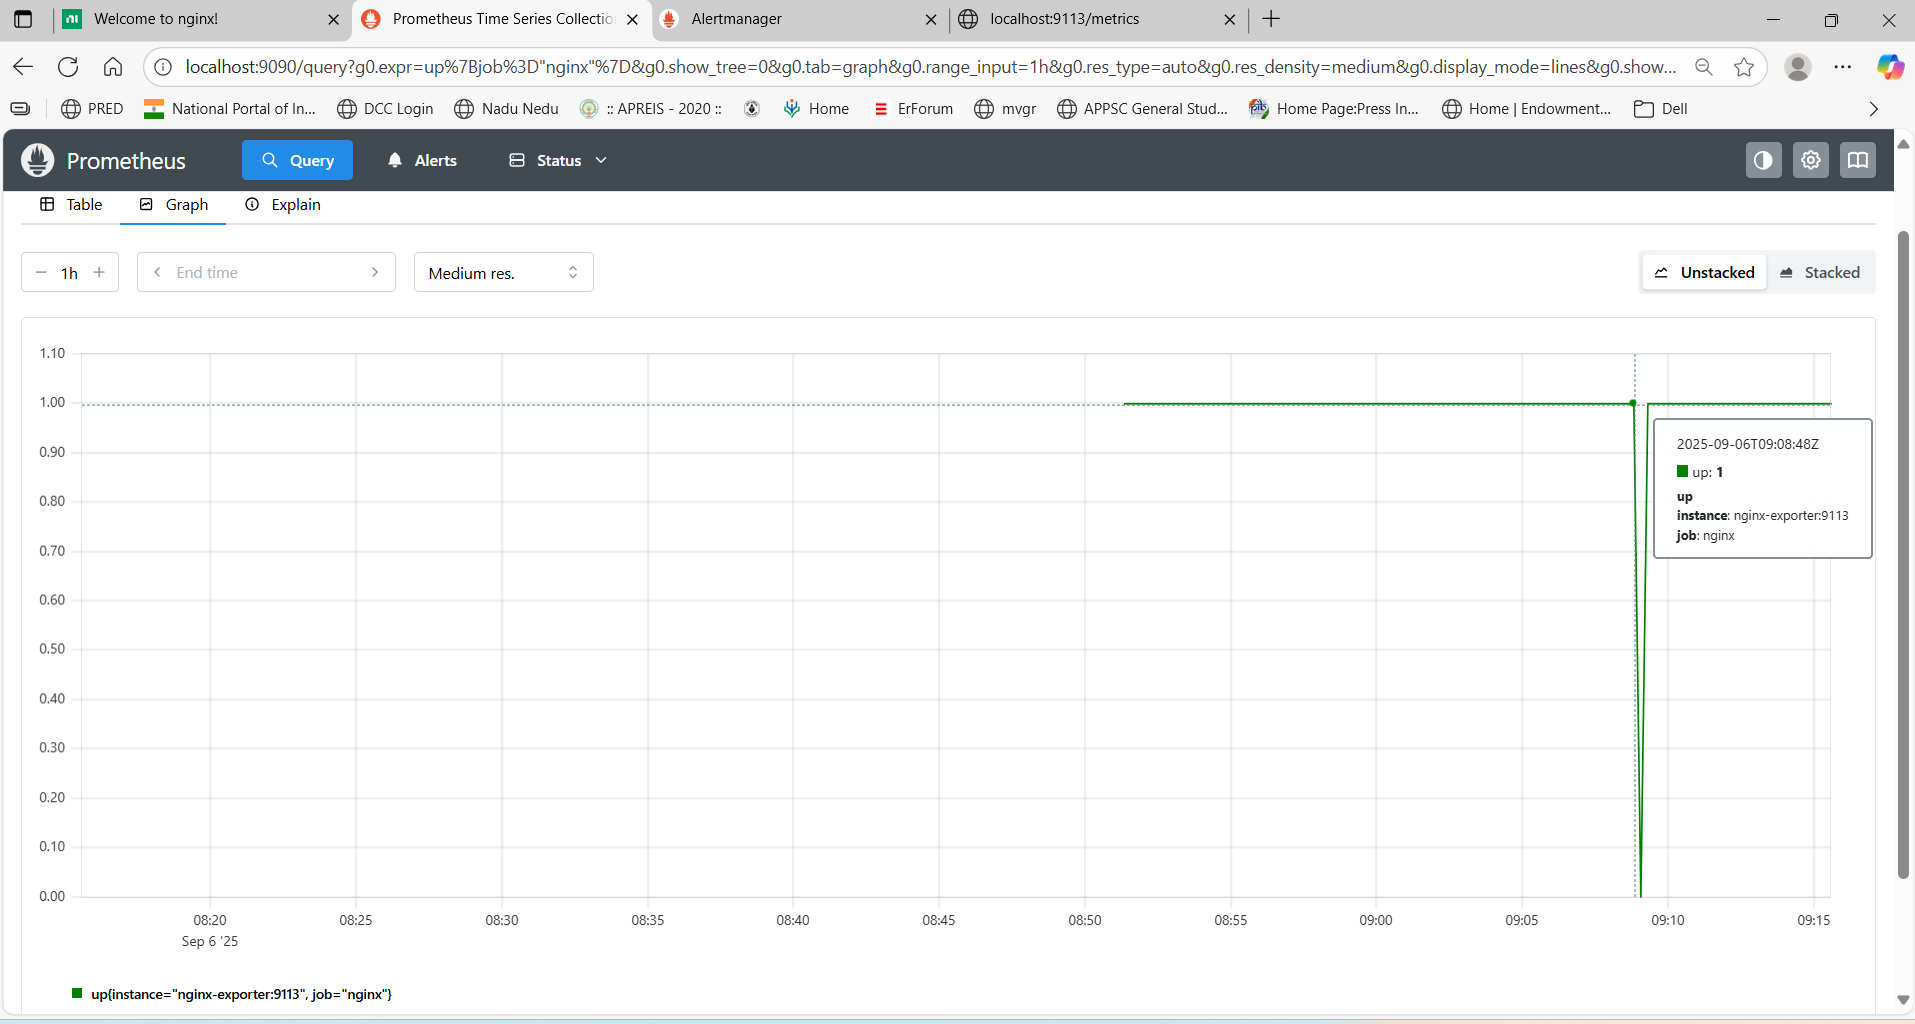 Welcome to nginx!
Prometheus Time Series Collectio
Alertmanager
localhost:9113/metrics
localhost:9090/query?g0.expr=up%7Bjob%3D"nginx"%7D&g0.show_tree=0&g0.tab=graph&g0.range_input=1h&g0.res_type=auto&g0.res_density=medium&g0.display_mode=lines&g0.show...
PRED
National Portal of In...
DCC Login
Nadu Nedu
:: APREIS - 2020 ::
Home
ErForum
mvgr
APPSC General Stud...
Home Page:Press In...
Home | Endowment...
Dell
Prometheus
Query
Alerts
Status
Table
Graph
Explain
1h
End time
Medium res.
Unstacked
Stacked
1.10
1.00
0.90
0.80
0.70
0.60
0.50
0.40
0.30
0.20
0.10
0.00
2025-09-06T09:08:48Z
up: 1
up
instance: nginx-exporter:9113
job: nginx
08:20
08:25
08:30
08:35
08:40
08:45
08:50
08:55
09:00
09:05
09:10
09:15
Sep 6 '25
up{instance="nginx-exporter:9113", job="nginx"}